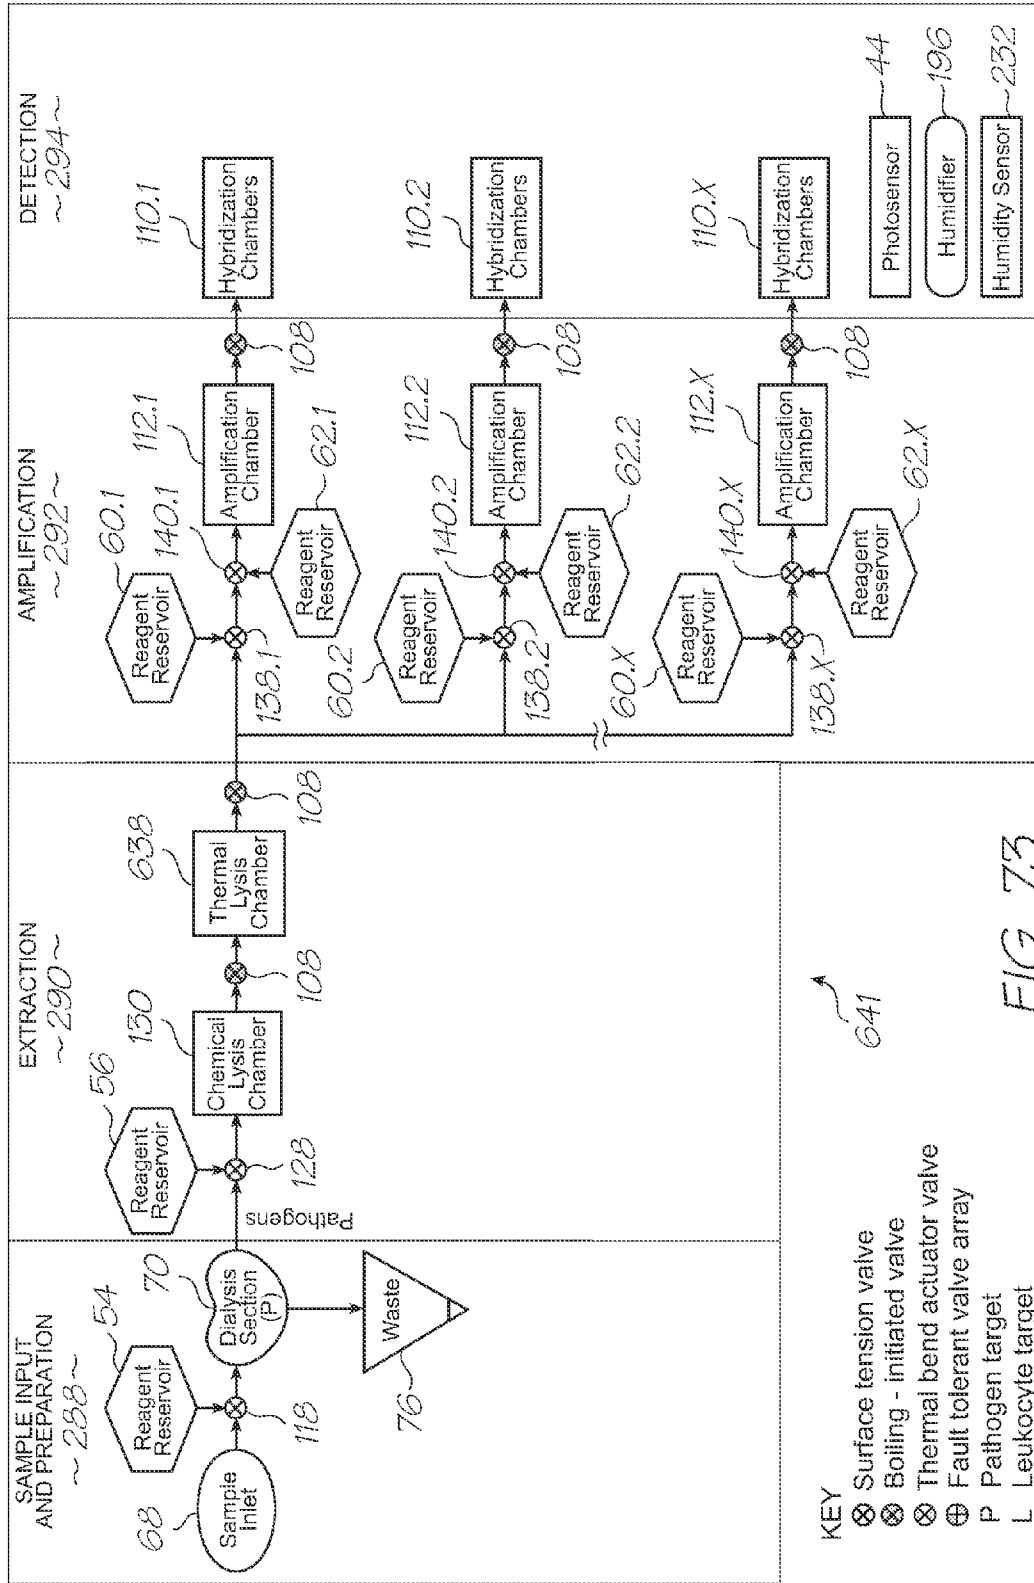 SAMPLE INPUT
AND PREPARATION
~288~
EXTRACTION
~290~
AMPLIFICATION
~292~
DETECTION
~294~
68
Sample
Inlet
Reagent
Reservoir
54
118
70
Dialysis
Section
(P)
Waste
76
Pathogens
Reagent
Reservoir
56
128
130
Chemical
Lysis
Chamber
108
638
Thermal
Lysis
Chamber
108
60.1
Reagent
Reservoir
138.1
140.1
Reagent
Reservoir
62.1
112.1
Amplification
Chamber
108
110.1
Hybridization
Chambers
60.2
Reagent
Reservoir
138.2
140.2
Reagent
Reservoir
62.2
112.2
Amplification
Chamber
108
110.2
Hybridization
Chambers
60.X
Reagent
Reservoir
138.X
140.X
Reagent
Reservoir
62.X
112.X
Amplification
Chamber
108
110.X
Hybridization
Chambers
Photosensor
44
Humidifier
196
Humidity Sensor
232
KEY
Surface tension valve
Boiling - initiated valve
Thermal bend actuator valve
Fault tolerant valve array
P Pathogen target
L Leukocyte target
641
FIG. 73